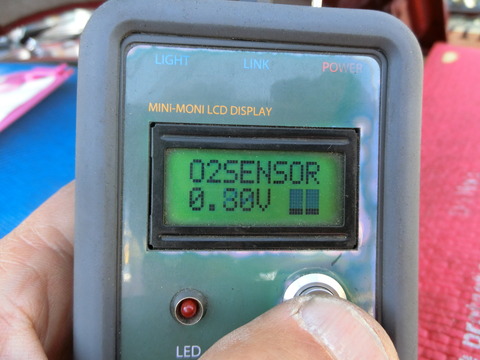 LIGHT LINK POWER
MINI-MONI LCD DISPLAY
O2SENSOR
0.80V
LED